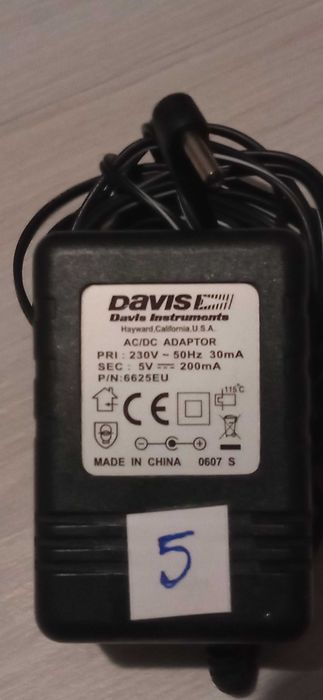 DAVIS
Davis Instruments
Hayward,California,U.S.A.
AC/DC ADAPTOR
PRI : 230V ~ 50Hz 30mA
SEC : 5V ⎓ 200mA
P/N:6625EU
115°C
CE
MADE IN CHINA 0607 S
5